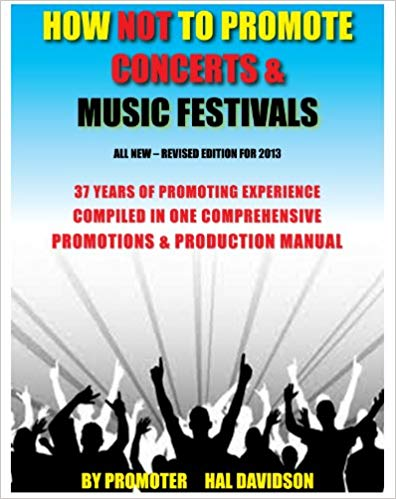 HOW NOT TO PROMOTE
CONCERTS &
MUSIC FESTIVALS
ALL NEW – REVISED EDITION FOR 2013
37 YEARS OF PROMOTING EXPERIENCE
COMPILED IN ONE COMPREHENSIVE
PROMOTIONS & PRODUCTION MANUAL
BY PROMOTER HAL DAVIDSON